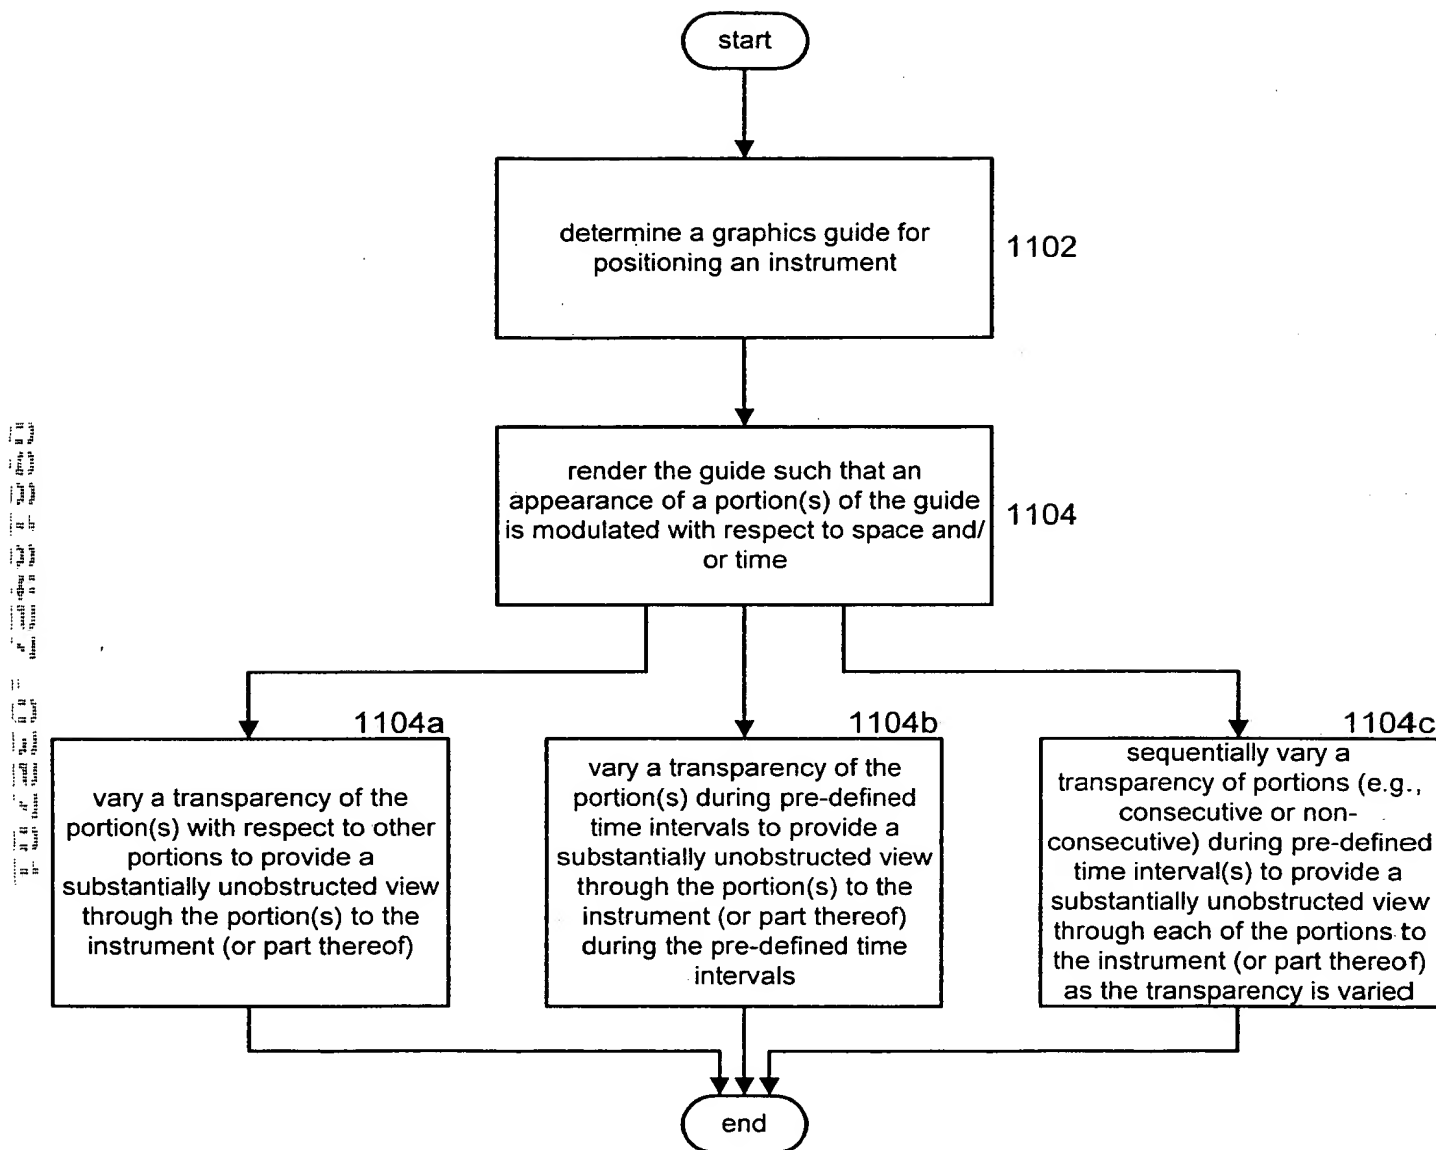 start
determine a graphics guide for
positioning an instrument
1102
render the guide such that an
appearance of a portion(s) of the guide
is modulated with respect to space and/
or time
1104
1104a
vary a transparency of the
portion(s) with respect to other
portions to provide a
substantially unobstructed view
through the portion(s) to the
instrument (or part thereof)
1104b
vary a transparency of the
portion(s) during pre-defined
time intervals to provide a
substantially unobstructed view
through the portion(s) to the
instrument (or part thereof)
during the pre-defined time
intervals
1104c
sequentially vary a
transparency of portions (e.g.,
consecutive or non-
consecutive) during pre-defined
time interval(s) to provide a
substantially unobstructed view
through each of the portions to
the instrument (or part thereof)
as the transparency is varied
end